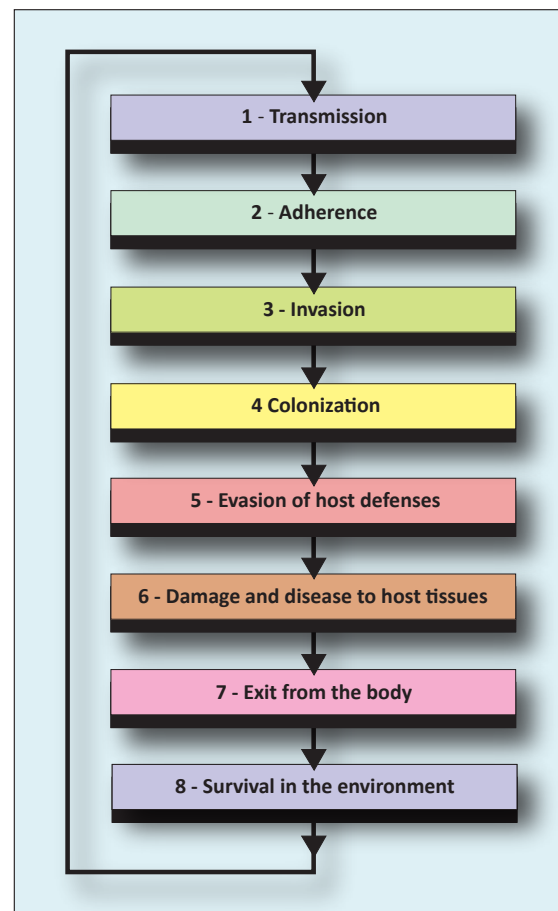 1 - Transmission
2 - Adherence
3 - Invasion
4 Colonization
5 - Evasion of host defenses
6 - Damage and disease to host tissues
7 - Exit from the body
8 - Survival in the environment